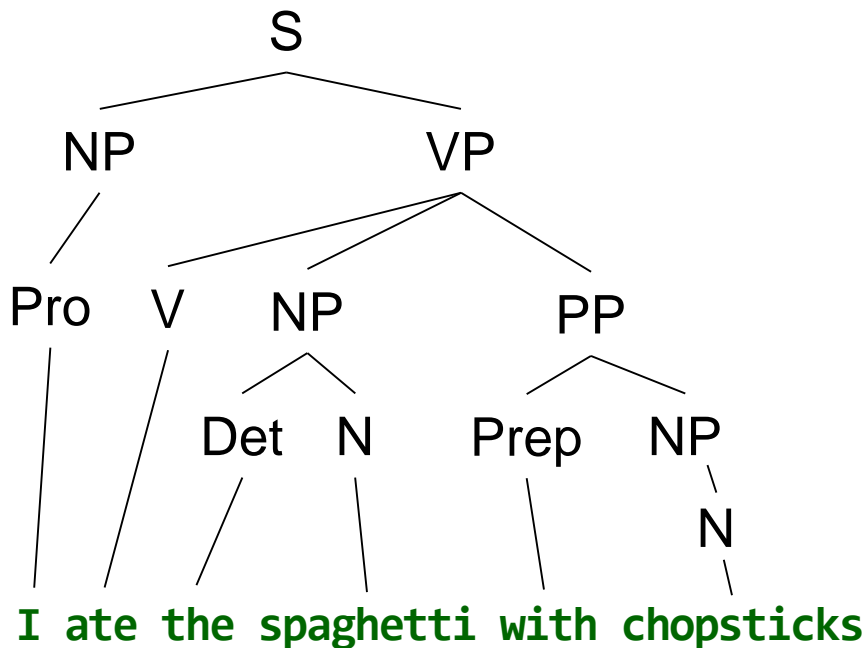 S
NP VP
Pro V NP PP
Det N Prep NP
N
I ate the spaghetti with chopsticks